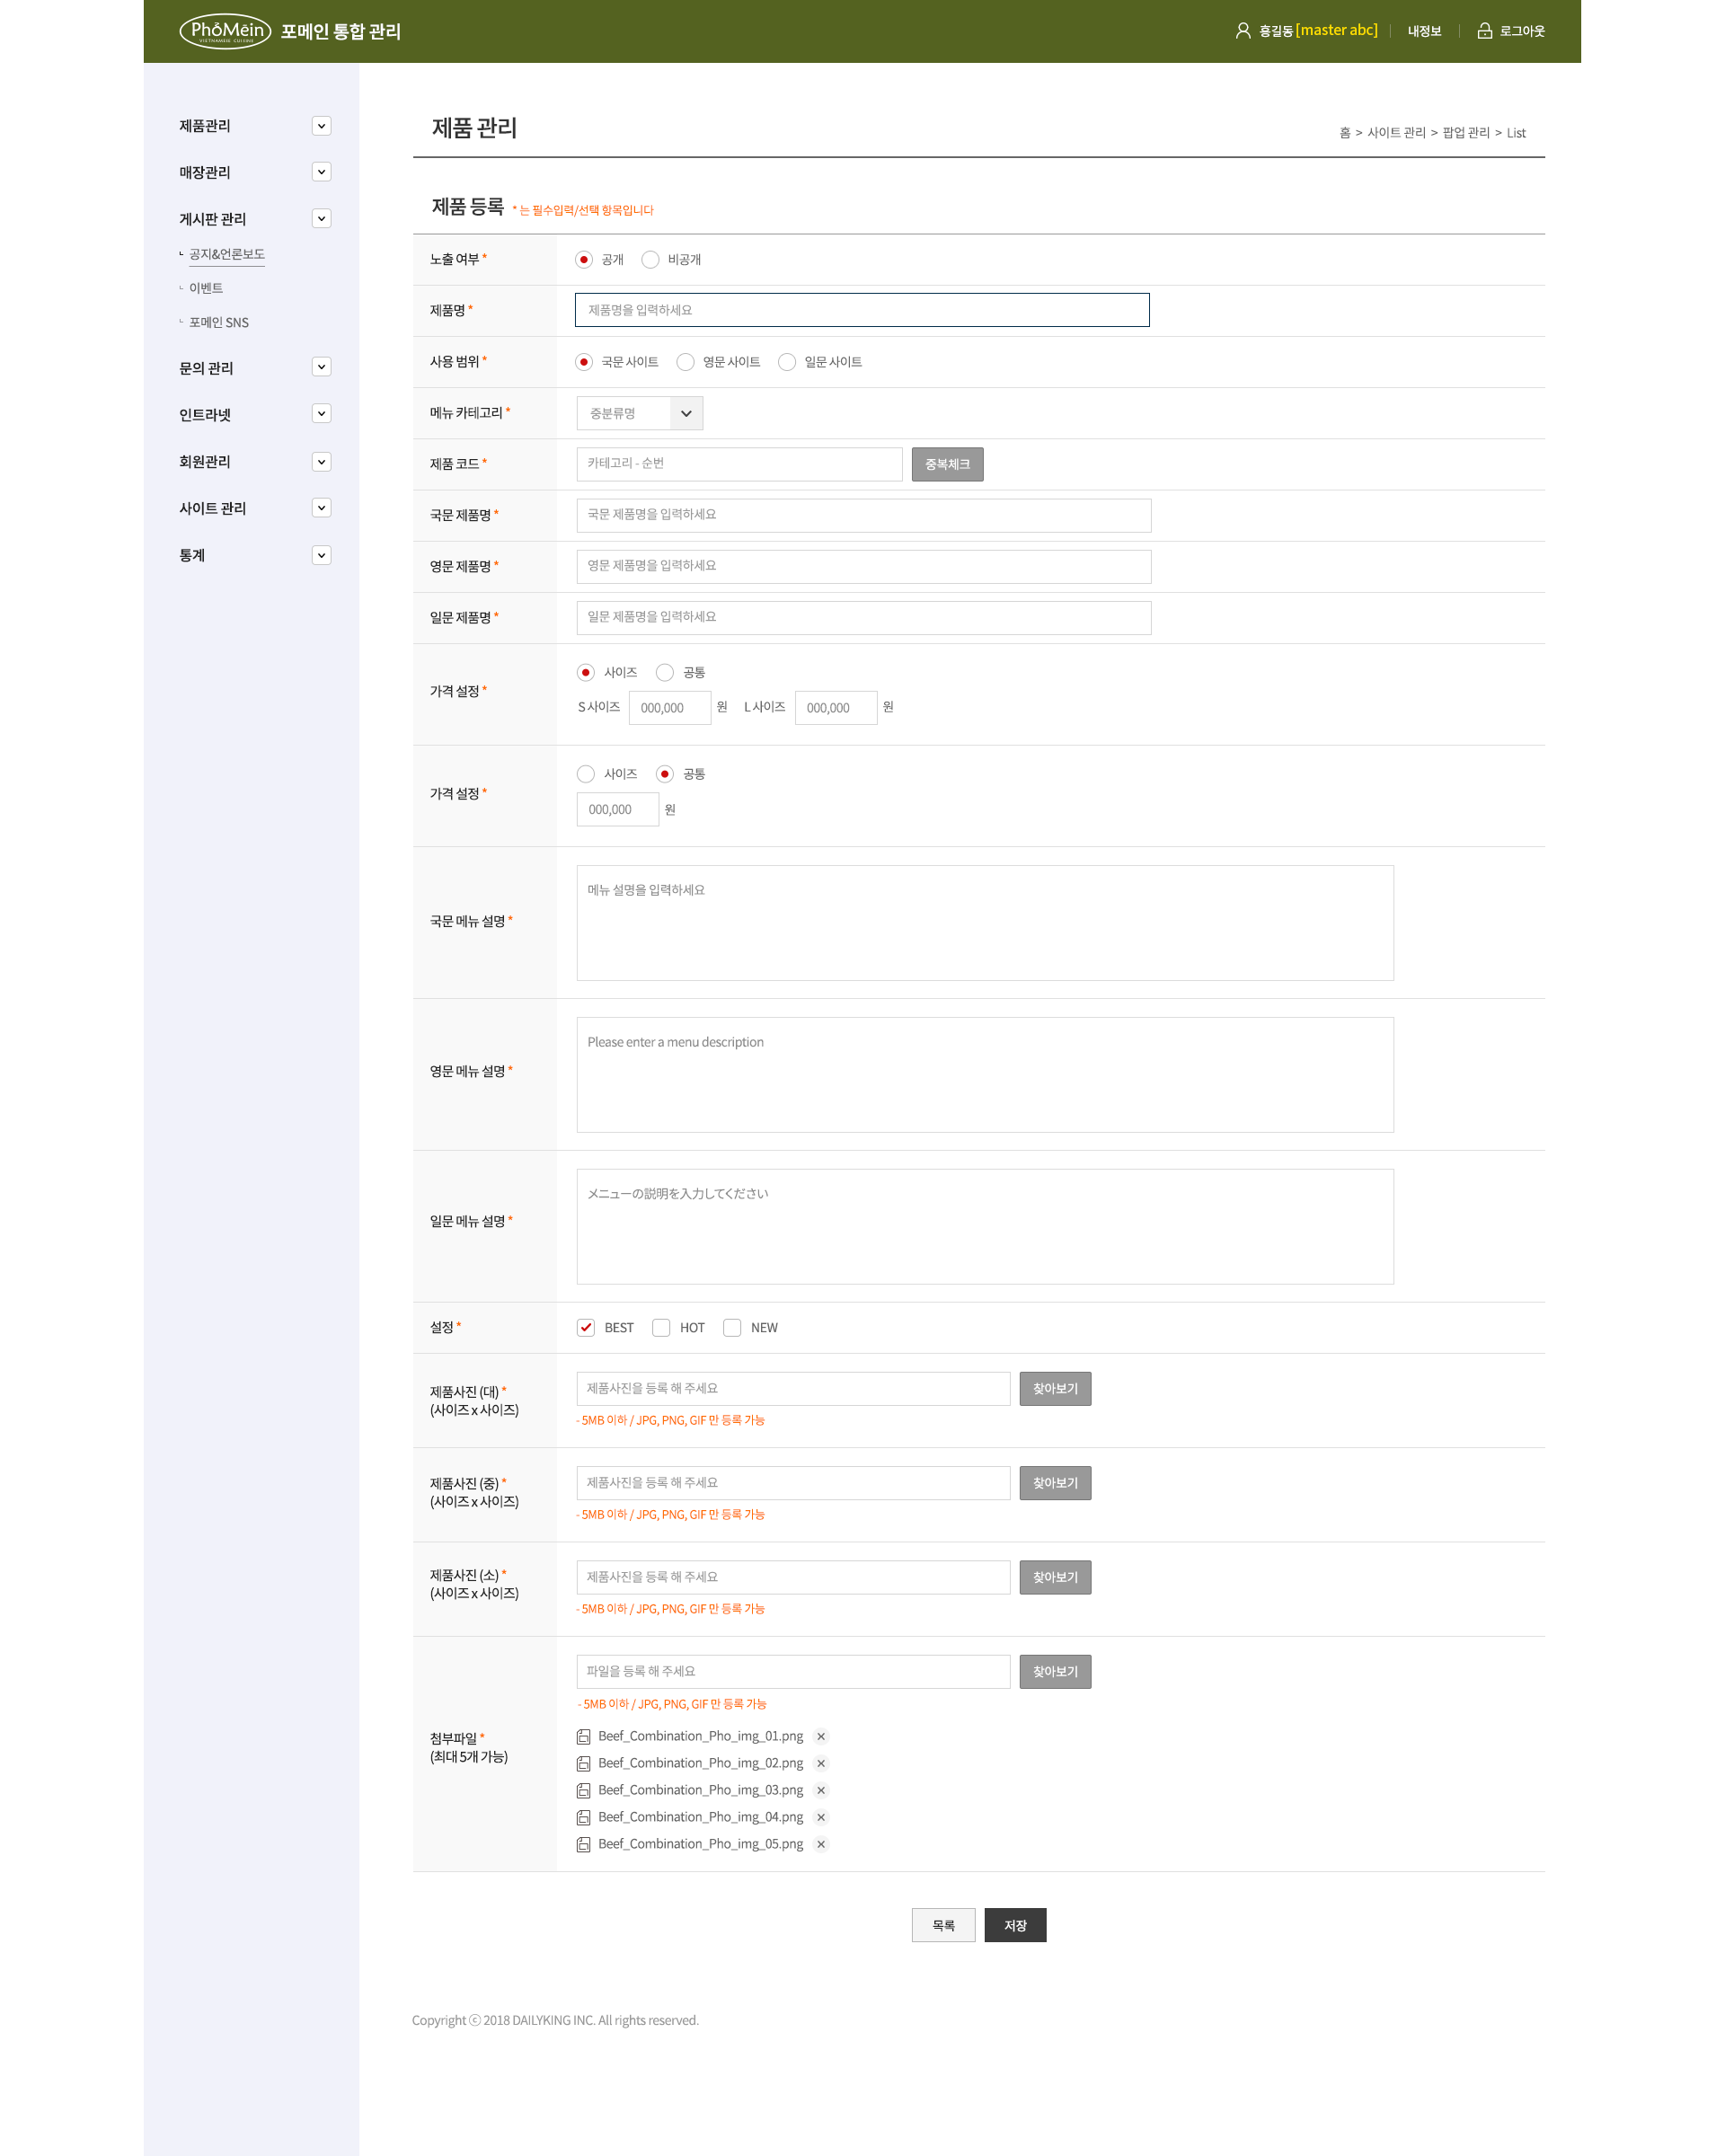 PhỏMein
VIETNAMESE CUISINE
포메인 통합 관리
홍길동[master abc]
내정보
로그아웃
제품관리
매장관리
게시판 관리
공지&언론보도
이벤트
포메인 SNS
문의 관리
인트라넷
회원관리
사이트 관리
통계
제품 관리
홈 > 사이트 관리 > 팝업 관리 > List
제품 등록 * 는 필수입력/선택 항목입니다
노출 여부 * 공개 비공개
제품명 * 제품명을 입력하세요
사용 범위 * 국문 사이트 영문 사이트 일문 사이트
메뉴 카테고리 * 중분류명
제품 코드 * 카테고리 - 순번 중복체크
국문 제품명 * 국문 제품명을 입력하세요
영문 제품명 * 영문 제품명을 입력하세요
일문 제품명 * 일문 제품명을 입력하세요
가격 설정 * 사이즈 공통
S 사이즈 000,000 원 L 사이즈 000,000 원
가격 설정 * 사이즈 공통
000,000 원
국문 메뉴 설명 * 메뉴 설명을 입력하세요
영문 메뉴 설명 * Please enter a menu description
일문 메뉴 설명 * メニューの説明を入力してください
설정 * BEST HOT NEW
제품사진 (대) *
(사이즈 x 사이즈)
제품사진을 등록 해 주세요 찾아보기
- 5MB 이하 / JPG, PNG, GIF 만 등록 가능
제품사진 (중) *
(사이즈 x 사이즈)
제품사진을 등록 해 주세요 찾아보기
- 5MB 이하 / JPG, PNG, GIF 만 등록 가능
제품사진 (소) *
(사이즈 x 사이즈)
제품사진을 등록 해 주세요 찾아보기
- 5MB 이하 / JPG, PNG, GIF 만 등록 가능
첨부파일 *
(최대 5개 가능)
파일을 등록 해 주세요 찾아보기
- 5MB 이하 / JPG, PNG, GIF 만 등록 가능
Beef_Combination_Pho_img_01.png
Beef_Combination_Pho_img_02.png
Beef_Combination_Pho_img_03.png
Beef_Combination_Pho_img_04.png
Beef_Combination_Pho_img_05.png
목록 저장
Copyright ⓒ 2018 DAILYKING INC. All rights reserved.